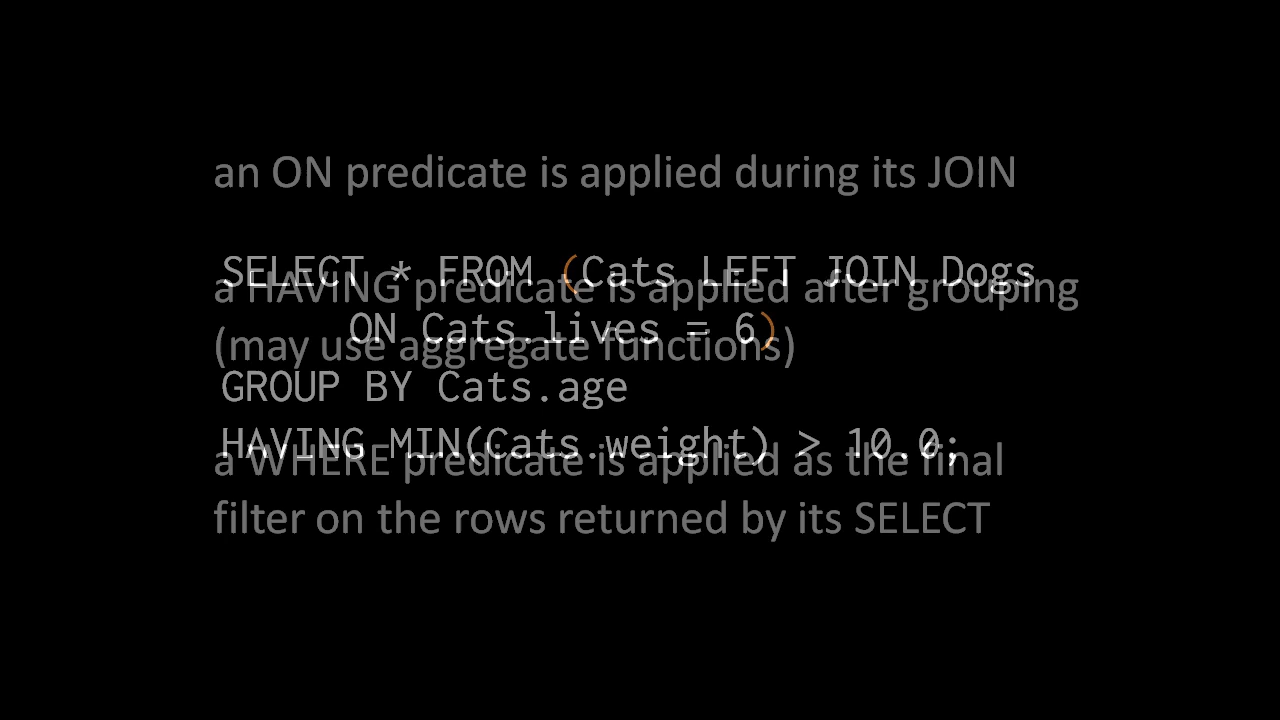 an ON predicate is applied during its JOIN
SELECT * FROM (Cats LEFT JOIN Dogs
a HAVING predicate is applied after grouping
ON Cats.lives = 6)
(may use aggregate functions)
GROUP BY Cats.age
HAVING MIN(Cats.weight) > 10.0;
a WHERE predicate is applied as the final
filter on the rows returned by its SELECT